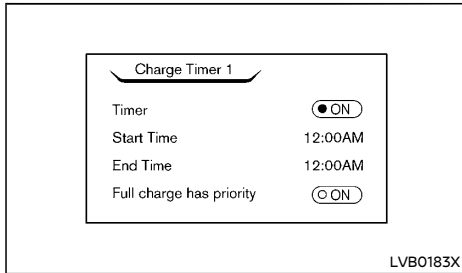 Charge Timer 1
Timer ON
Start Time 12:00AM
End Time 12:00AM
Full charge has priority ON
LVB0183X